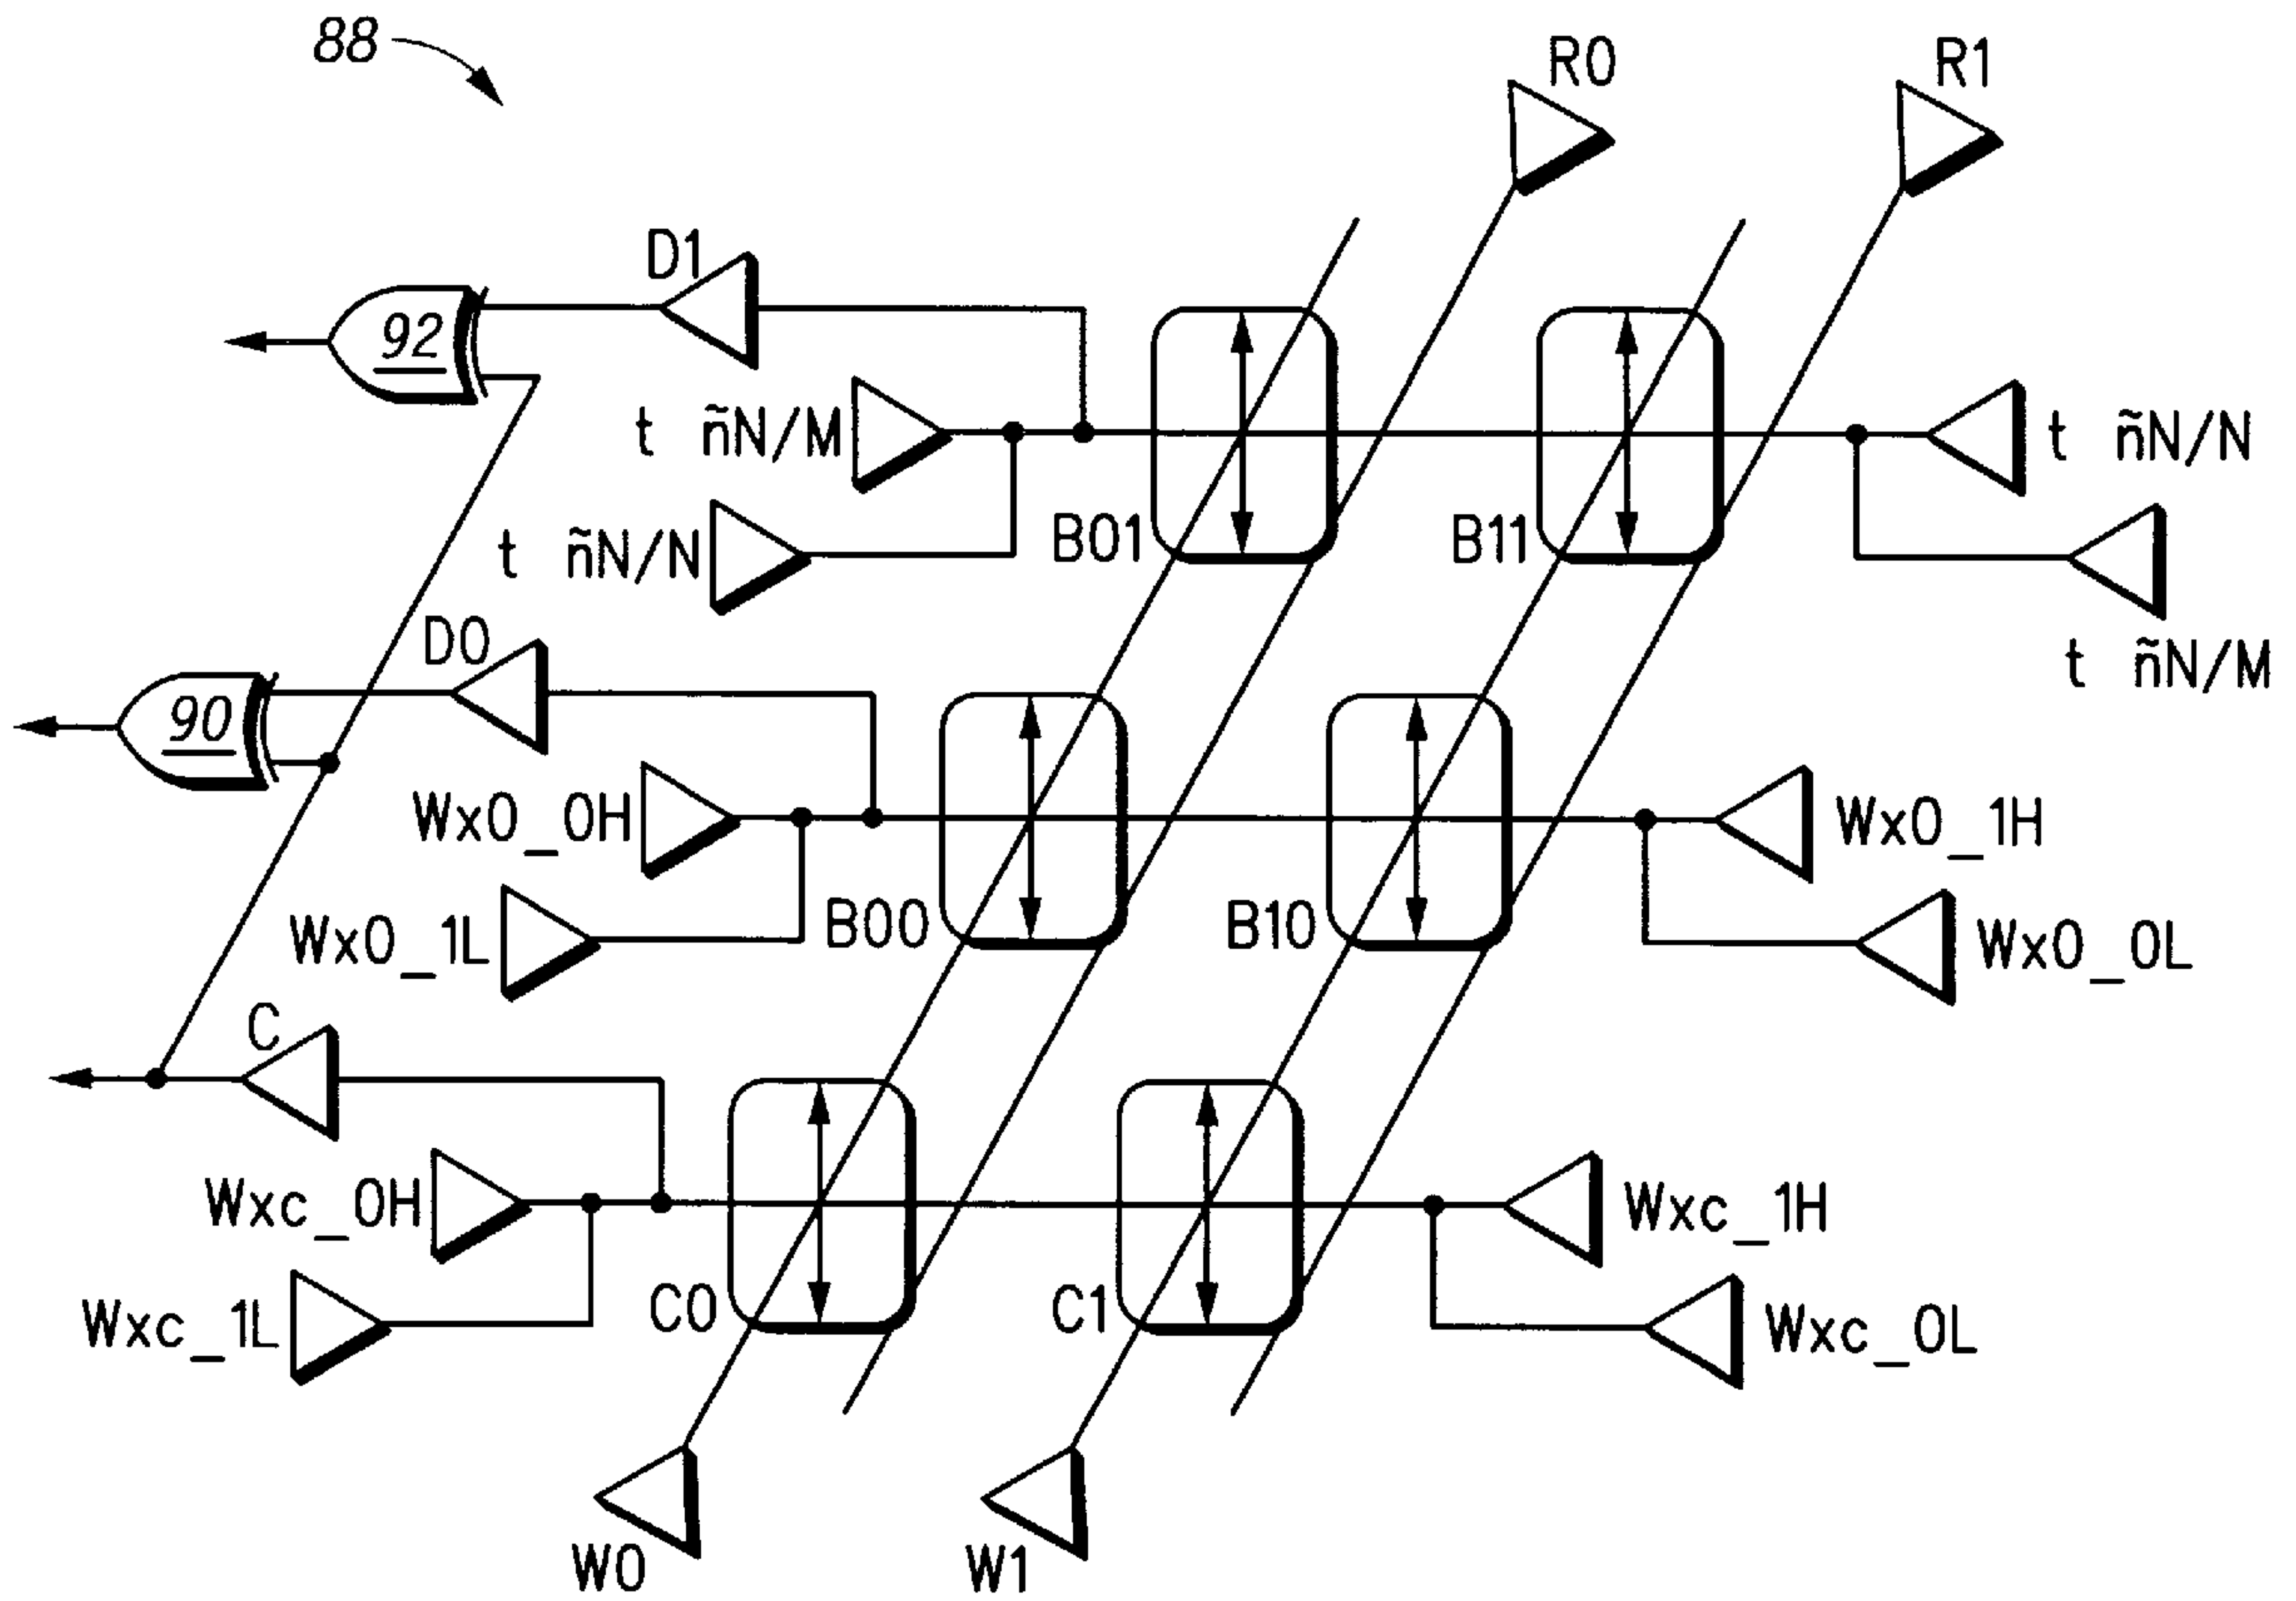 88
R0
R1
D1
92
t ñN/M
t ñN/N
t ñN/N
t ñN/M
B01
B11
D0
90
Wx0_0H
Wx0_1L
B00
B10
Wx0_1H
Wx0_0L
C
Wxc_0H
Wxc_1L
C0
C1
Wxc_1H
Wxc_0L
W0
W1